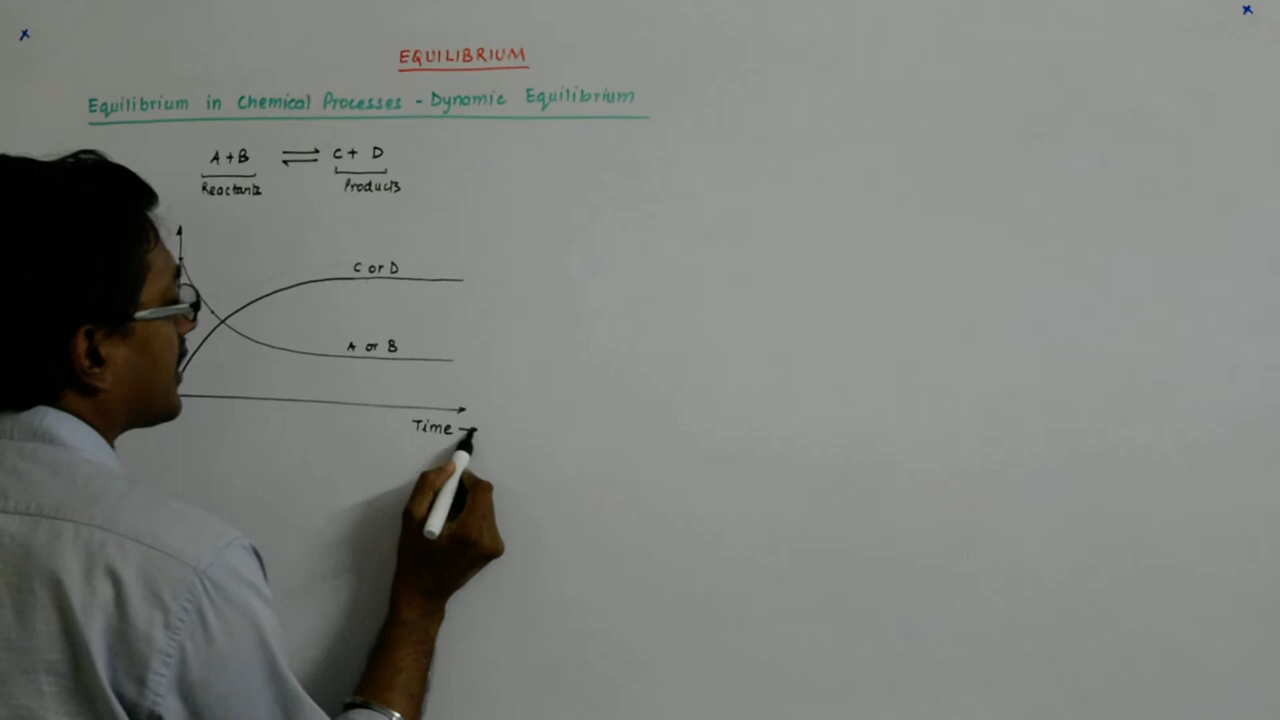 x
x
EQUILIBRIUM
Equilibrium in Chemical Processes - Dynamic Equilibrium
A + B ⇌ C + D
Reactants Products
C or D
A or B
Time →